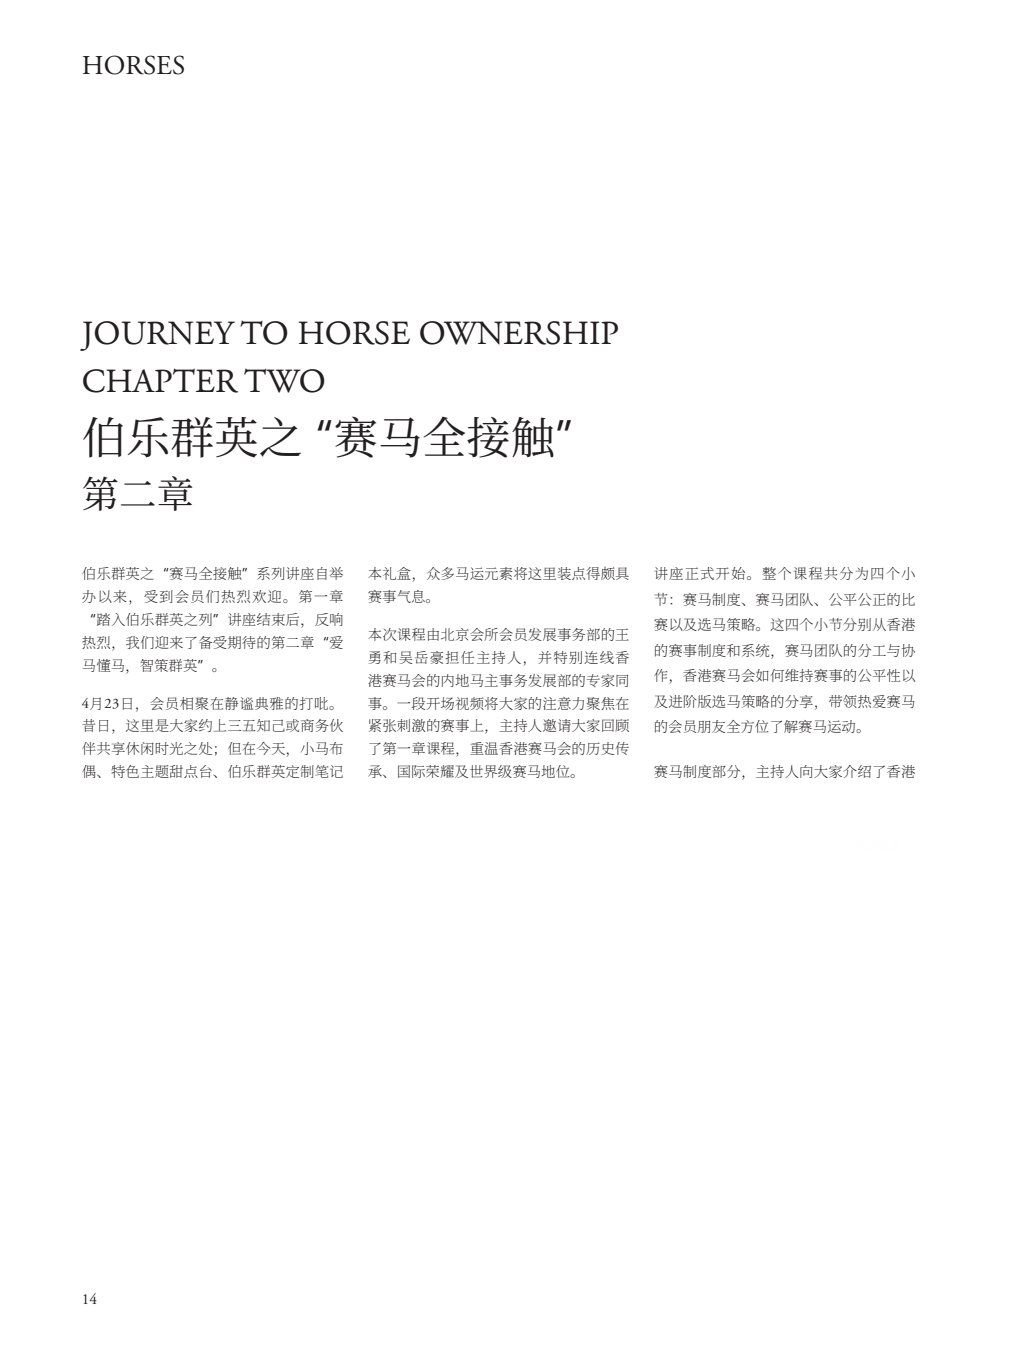 HORSES
JOURNEY TO HORSE OWNERSHIP
CHAPTER TWO
伯乐群英之 “赛马全接触”
第二章
伯乐群英之 “赛马全接触” 系列讲座自举
办以来，受到会员们热烈欢迎。第一章
“踏入伯乐群英之列” 讲座结束后，反响
热烈，我们迎来了备受期待的第二章 “爱
马懂马，智策群英” 。
4月23日，会员相聚在静谧典雅的打吡。
昔日，这里是大家约上三五知己或商务伙
伴共享休闲时光之处；但在今天，小马布
偶、特色主题甜点台、伯乐群英定制笔记
本礼盒，众多马运元素将这里装点得颇具
赛事气息。
本次课程由北京会所会员发展事务部的王
勇和吴岳豪担任主持人，并特别连线香
港赛马会的内地马主事务发展部的专家同
事。一段开场视频将大家的注意力聚焦在
紧张刺激的赛事上，主持人邀请大家回顾
了第一章课程，重温香港赛马会的历史传
承、国际荣耀及世界级赛马地位。
讲座正式开始。整个课程共分为四个小
节：赛马制度、赛马团队、公平公正的比
赛以及选马策略。这四个小节分别从香港
的赛事制度和系统，赛马团队的分工与协
作，香港赛马会如何维持赛事的公平性以
及进阶版选马策略的分享，带领热爱赛马
的会员朋友全方位了解赛马运动。
赛马制度部分，主持人向大家介绍了香港
14